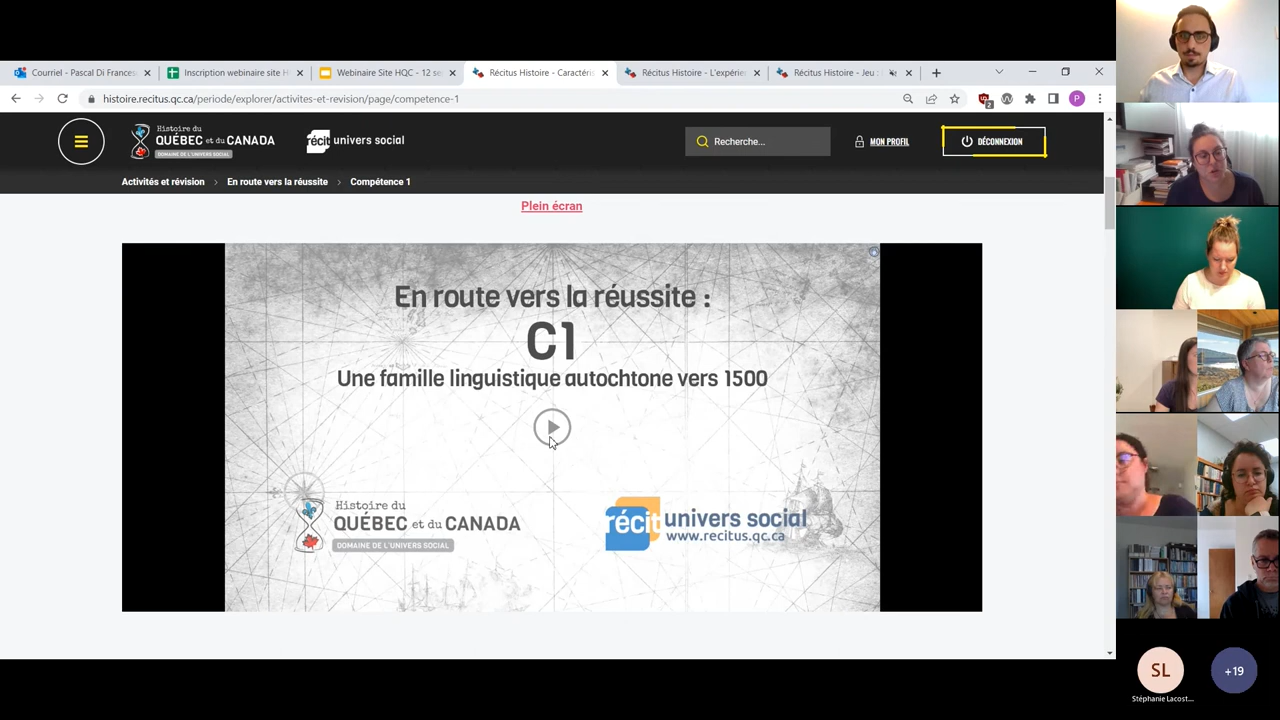 Courriel - Pascal Di Frances
Inscription webinaire site H
Webinaire Site HQC - 12 se
Récitus Histoire - Caractéris
Récitus Histoire - L'expérie
Récitus Histoire - Jeu :
histoire.recitus.qc.ca/periode/explorer/activites-et-revision/page/competence-1
2
P
Histoire du
QUÉBEC et du CANADA
DOMAINE DE L'UNIVERS SOCIAL
récit univers social
Recherche...
MON PROFIL
DÉCONNEXION
Activités et révision > En route vers la réussite > Compétence 1
Plein écran
En route vers la réussite :
C1
Une famille linguistique autochtone vers 1500
Histoire du
QUÉBEC et du CANADA
DOMAINE DE L'UNIVERS SOCIAL
récit univers social
www.recitus.qc.ca
SL
+19
Stéphanie Lacost...